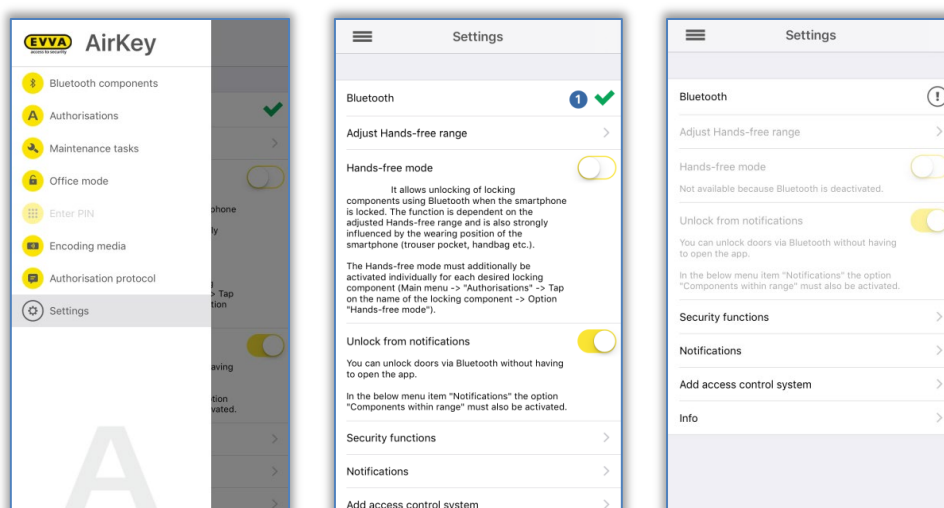 EVVA
access to security
AirKey
Bluetooth components
A Authorisations
Maintenance tasks
Office mode
Enter PIN
Encoding media
Authorisation protocol
Settings
phone
ly
> Tap
tion
aving
ption
vated.
A
Settings
Bluetooth 1
Adjust Hands-free range
Hands-free mode
It allows unlocking of locking
components using Bluetooth when the smartphone
is locked. The function is dependent on the
adjusted Hands-free range and is also strongly
influenced by the wearing position of the
smartphone (trouser pocket, handbag etc.).
The Hands-free mode must additionally be
activated individually for each desired locking
component (Main menu -> "Authorisations" -> Tap
on the name of the locking component -> Option
"Hands-free mode").
Unlock from notifications
You can unlock doors via Bluetooth without having
to open the app.
In the below menu item "Notifications" the option
"Components within range" must also be activated.
Security functions
Notifications
Add access control system
Settings
Bluetooth !
Adjust Hands-free range
Hands-free mode
Not available because Bluetooth is deactivated.
Unlock from notifications
You can unlock doors via Bluetooth without having
to open the app.
In the below menu item "Notifications" the option
"Components within range" must also be activated.
Security functions
Notifications
Add access control system
Info